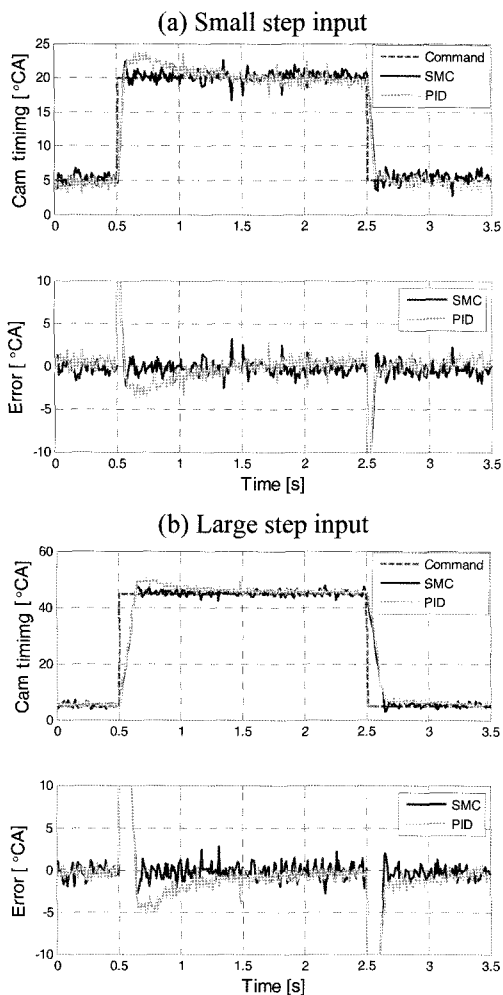 (a) Small step input
25
20
15
10
5
0
Cam timimg [ °CA]
Command
SMC
PID
0 0.5 1 1.5 2 2.5 3 3.5
10
5
0
-5
-10
Error [ °CA]
SMC
PID
0 0.5 1 1.5 2 2.5 3 3.5
Time [s]
(b) Large step input
60
40
20
0
Cam timimg [ °CA]
Command
SMC
PID
0 0.5 1 1.5 2 2.5 3 3.5
10
5
0
-5
-10
Error [ °CA]
SMC
PID
0 0.5 1 1.5 2 2.5 3 3.5
Time [s]